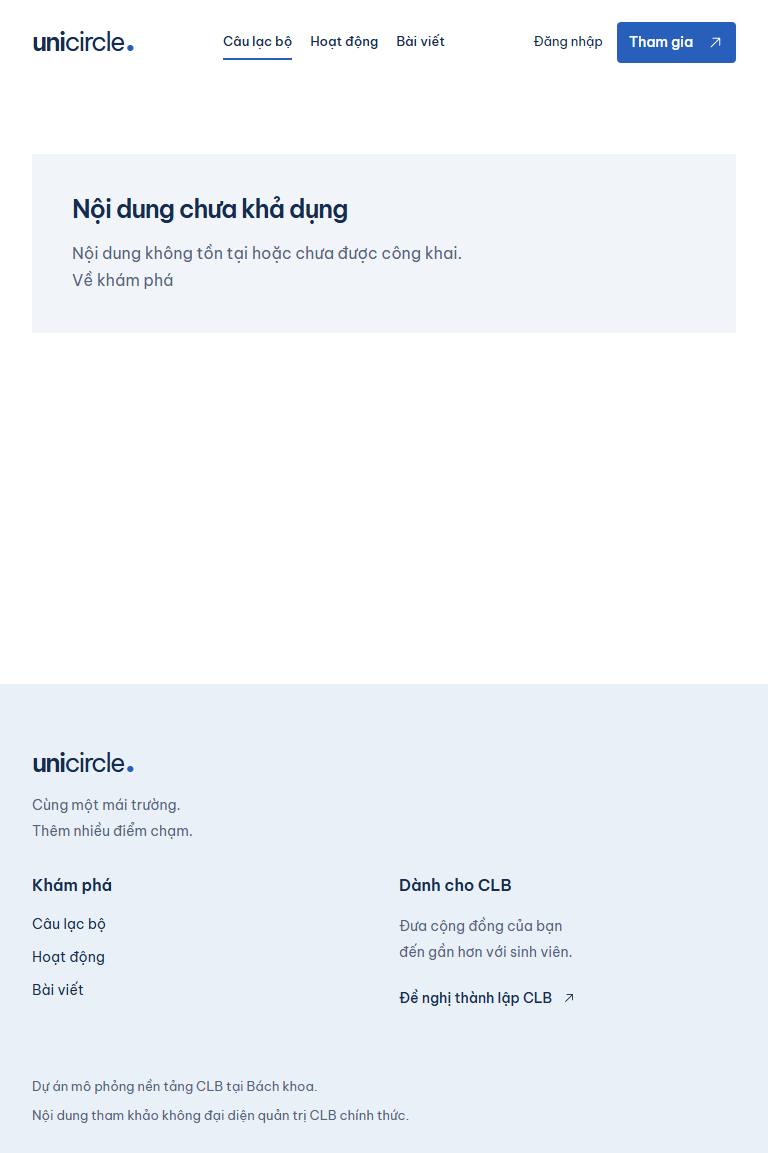 unicircle.
Câu lạc bộ
Hoạt động
Bài viết
Đăng nhập
Tham gia
Nội dung chưa khả dụng
Nội dung không tồn tại hoặc chưa được công khai.
Về khám phá
unicircle.
Cùng một mái trường.
Thêm nhiều điểm chạm.
Khám phá
Câu lạc bộ
Hoạt động
Bài viết
Dành cho CLB
Đưa cộng đồng của bạn
đến gần hơn với sinh viên.
Đề nghị thành lập CLB
Dự án mô phỏng nền tảng CLB tại Bách khoa.
Nội dung tham khảo không đại diện quản trị CLB chính thức.